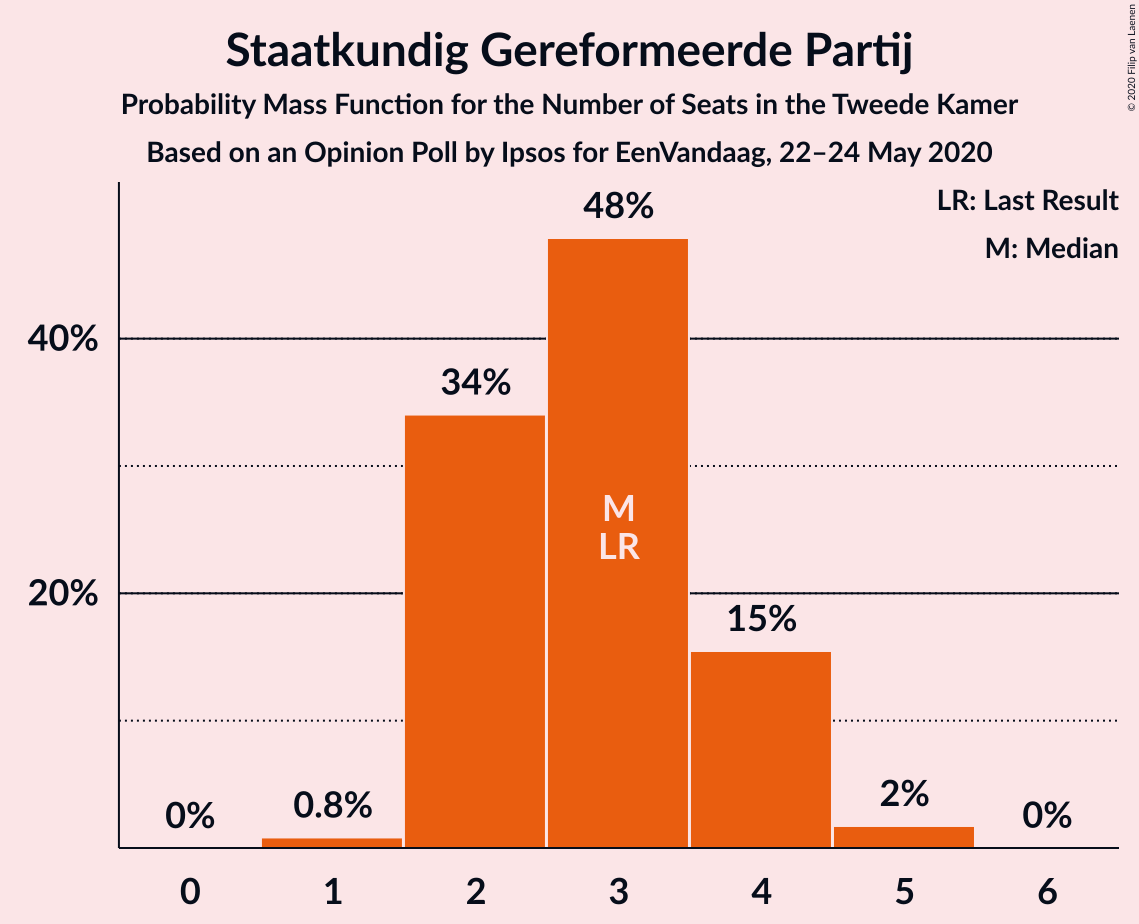 Staatkundig Gereformeerde Partij
Probability Mass Function for the Number of Seats in the Tweede Kamer
Based on an Opinion Poll by Ipsos for EenVandaag, 22–24 May 2020
© 2020 Filip van Laenen
LR: Last Result
M: Median
48%
40%
34%
M
LR
20%
15%
0%
0.8%
2%
0%
0 1 2 3 4 5 6